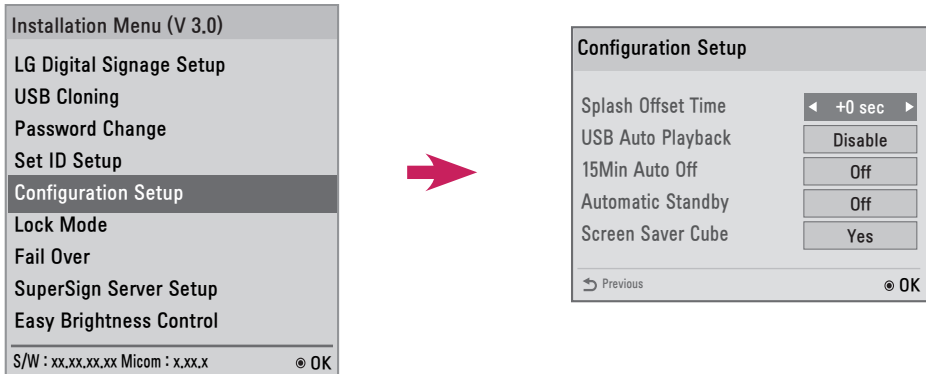 Installation Menu (V 3.0)
LG Digital Signage Setup
USB Cloning
Password Change
Set ID Setup
Configuration Setup
Lock Mode
Fail Over
SuperSign Server Setup
Easy Brightness Control
S/W : xx.xx.xx.xx Micom : x.xx.x ◉ OK
Configuration Setup
Splash Offset Time ◀ +0 sec ▶
USB Auto Playback Disable
15Min Auto Off Off
Automatic Standby Off
Screen Saver Cube Yes
Previous ◉ OK